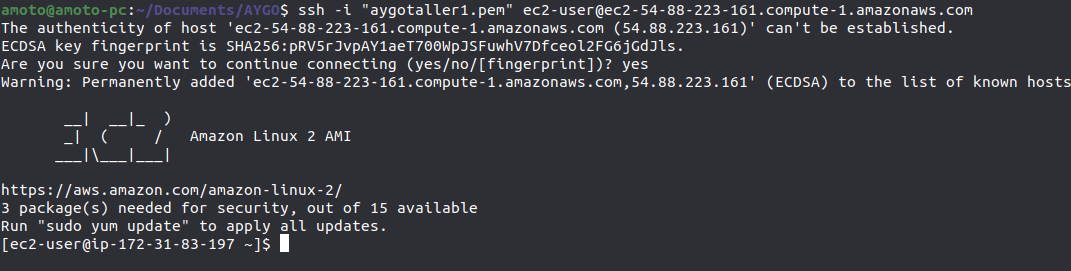 amoto@amoto-pc:~/Documents/AYGO$ ssh -i "aygotaller1.pem" ec2-user@ec2-54-88-223-161.compute-1.amazonaws.com
The authenticity of host 'ec2-54-88-223-161.compute-1.amazonaws.com (54.88.223.161)' can't be established.
ECDSA key fingerprint is SHA256:pRV5rJvpAY1aeT700WpJSFuwhV7Dfceol2FG6jGdJls.
Are you sure you want to continue connecting (yes/no/[fingerprint])? yes
Warning: Permanently added 'ec2-54-88-223-161.compute-1.amazonaws.com,54.88.223.161' (ECDSA) to the list of known hosts
       __|  __|_  )
       _|  (     /   Amazon Linux 2 AMI
      ___|\___|___|
https://aws.amazon.com/amazon-linux-2/
3 package(s) needed for security, out of 15 available
Run "sudo yum update" to apply all updates.
[ec2-user@ip-172-31-83-197 ~]$